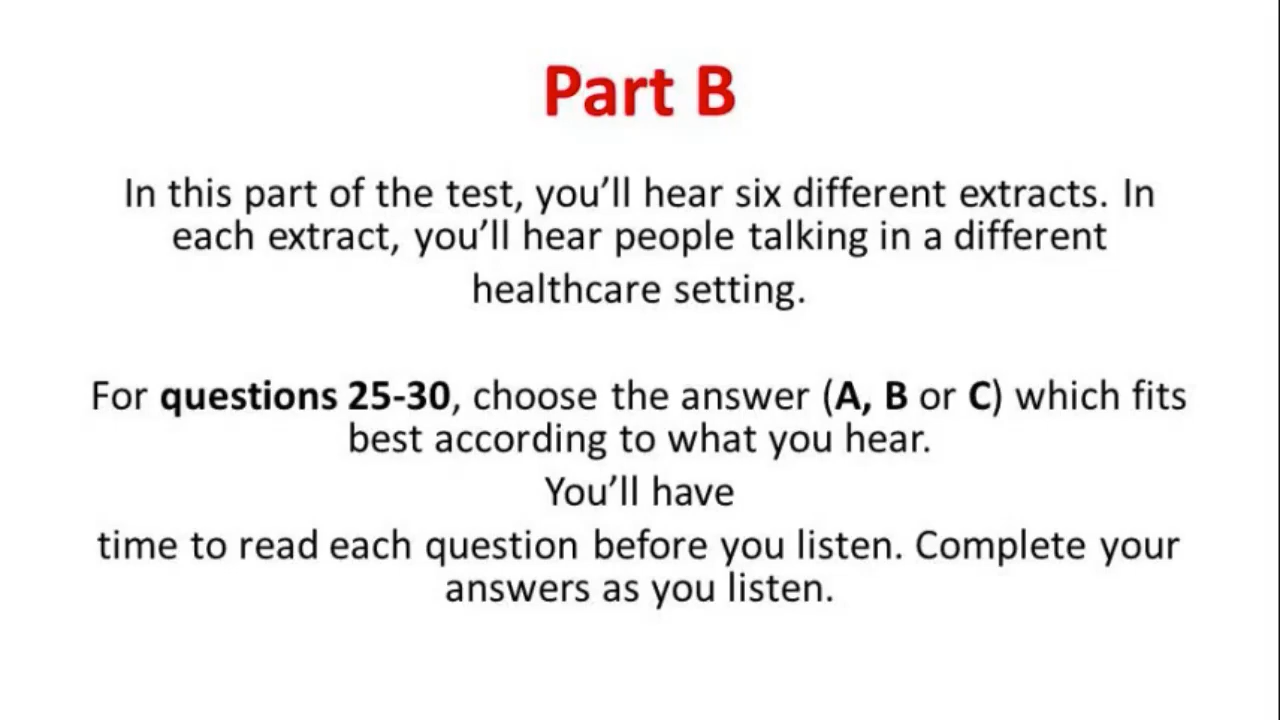 Part B
In this part of the test, you’ll hear six different extracts. In
each extract, you’ll hear people talking in a different
healthcare setting.
For questions 25-30, choose the answer (A, B or C) which fits
best according to what you hear.
You’ll have
time to read each question before you listen. Complete your
answers as you listen.